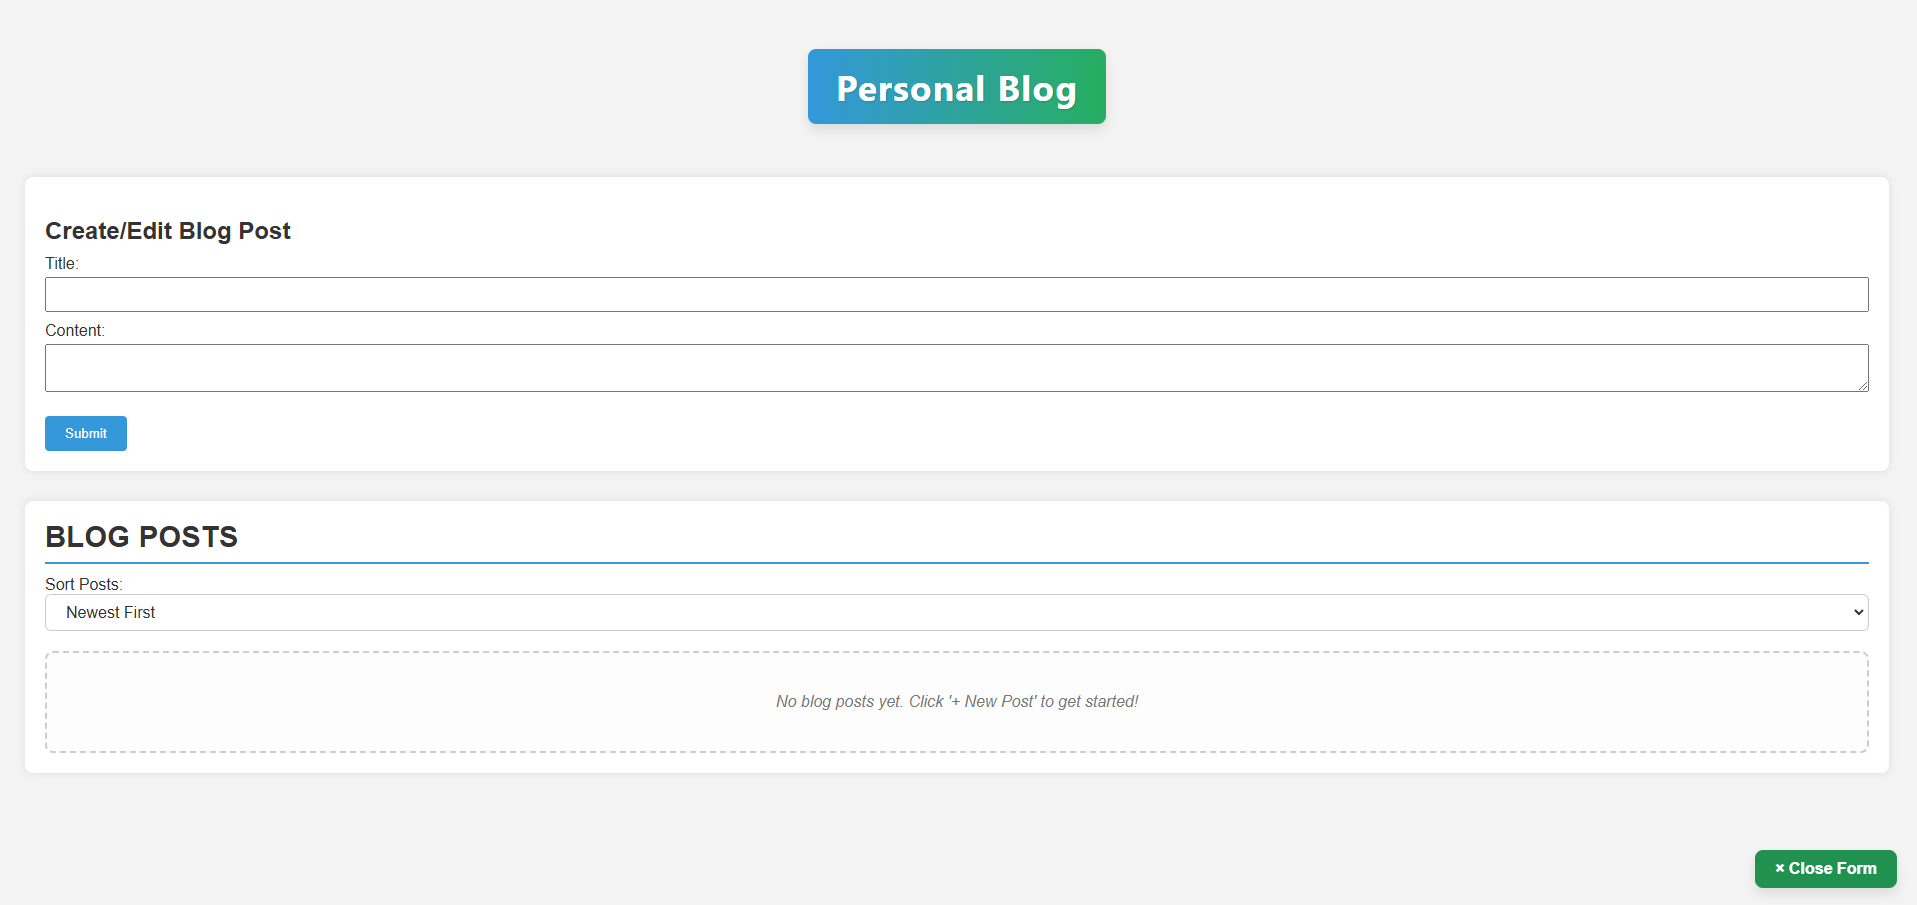 Personal Blog
Create/Edit Blog Post
Title:
Content:
Submit
BLOG POSTS
Sort Posts:
Newest First
No blog posts yet. Click '+ New Post' to get started!
× Close Form